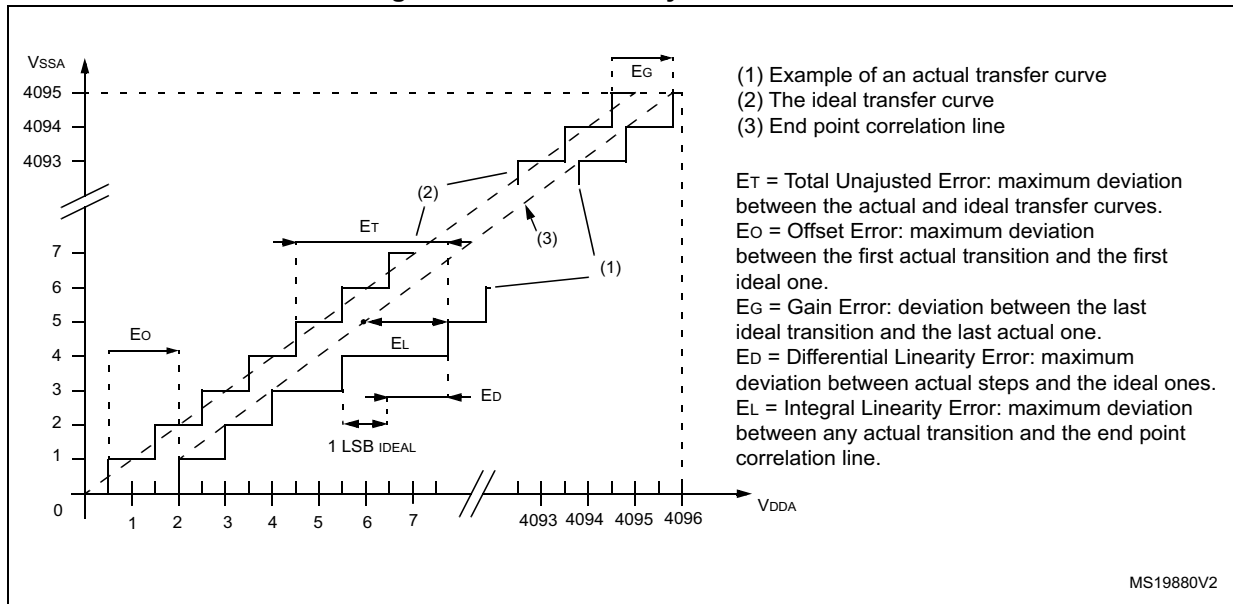 VSSA
EG
4095
4094
4093
(2)
ET
(3)
7
(1)
6
5
EO
EL
4
3
ED
2
1 LSB IDEAL
1
0
1 2 3 4 5 6 7 4093 4094 4095 4096
VDDA
(1) Example of an actual transfer curve
(2) The ideal transfer curve
(3) End point correlation line
ET = Total Unajusted Error: maximum deviation
between the actual and ideal transfer curves.
EO = Offset Error: maximum deviation
between the first actual transition and the first
ideal one.
EG = Gain Error: deviation between the last
ideal transition and the last actual one.
ED = Differential Linearity Error: maximum
deviation between actual steps and the ideal ones.
EL = Integral Linearity Error: maximum deviation
between any actual transition and the end point
correlation line.
MS19880V2